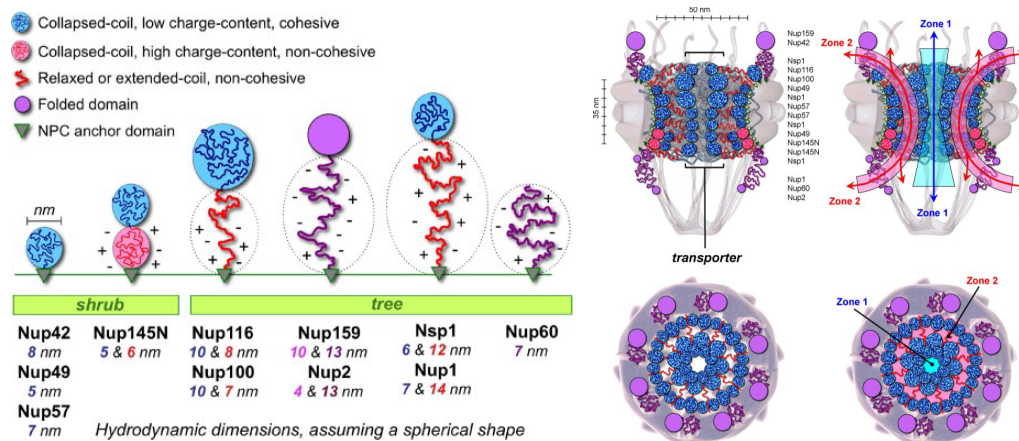 Collapsed-coil, low charge-content, cohesive
Collapsed-coil, high charge-content, non-cohesive
Relaxed or extended-coil, non-cohesive
Folded domain
NPC anchor domain
nm
- + - + - +
- + - + - +
- + - + - +
- + - + - +
- + - + - +
shrub
tree
Nup42
8 nm
Nup49
5 nm
Nup57
7 nm
Nup145N
5 & 6 nm
Nup116
10 & 8 nm
Nup100
10 & 7 nm
Nup159
10 & 13 nm
Nup2
4 & 13 nm
Nsp1
6 & 12 nm
Nup1
7 & 14 nm
Nup60
7 nm
Hydrodynamic dimensions, assuming a spherical shape
50 nm
35 nm
Nup159
Nup42
Nsp1
Nup116
Nup100
Nup49
Nsp1
Nup57
Nup57
Nsp1
Nup49
Nup145N
Nup145N
Nsp1
Nup1
Nup60
Nup2
transporter
Zone 1
Zone 2
Zone 2
Zone 1
Zone 1
Zone 2